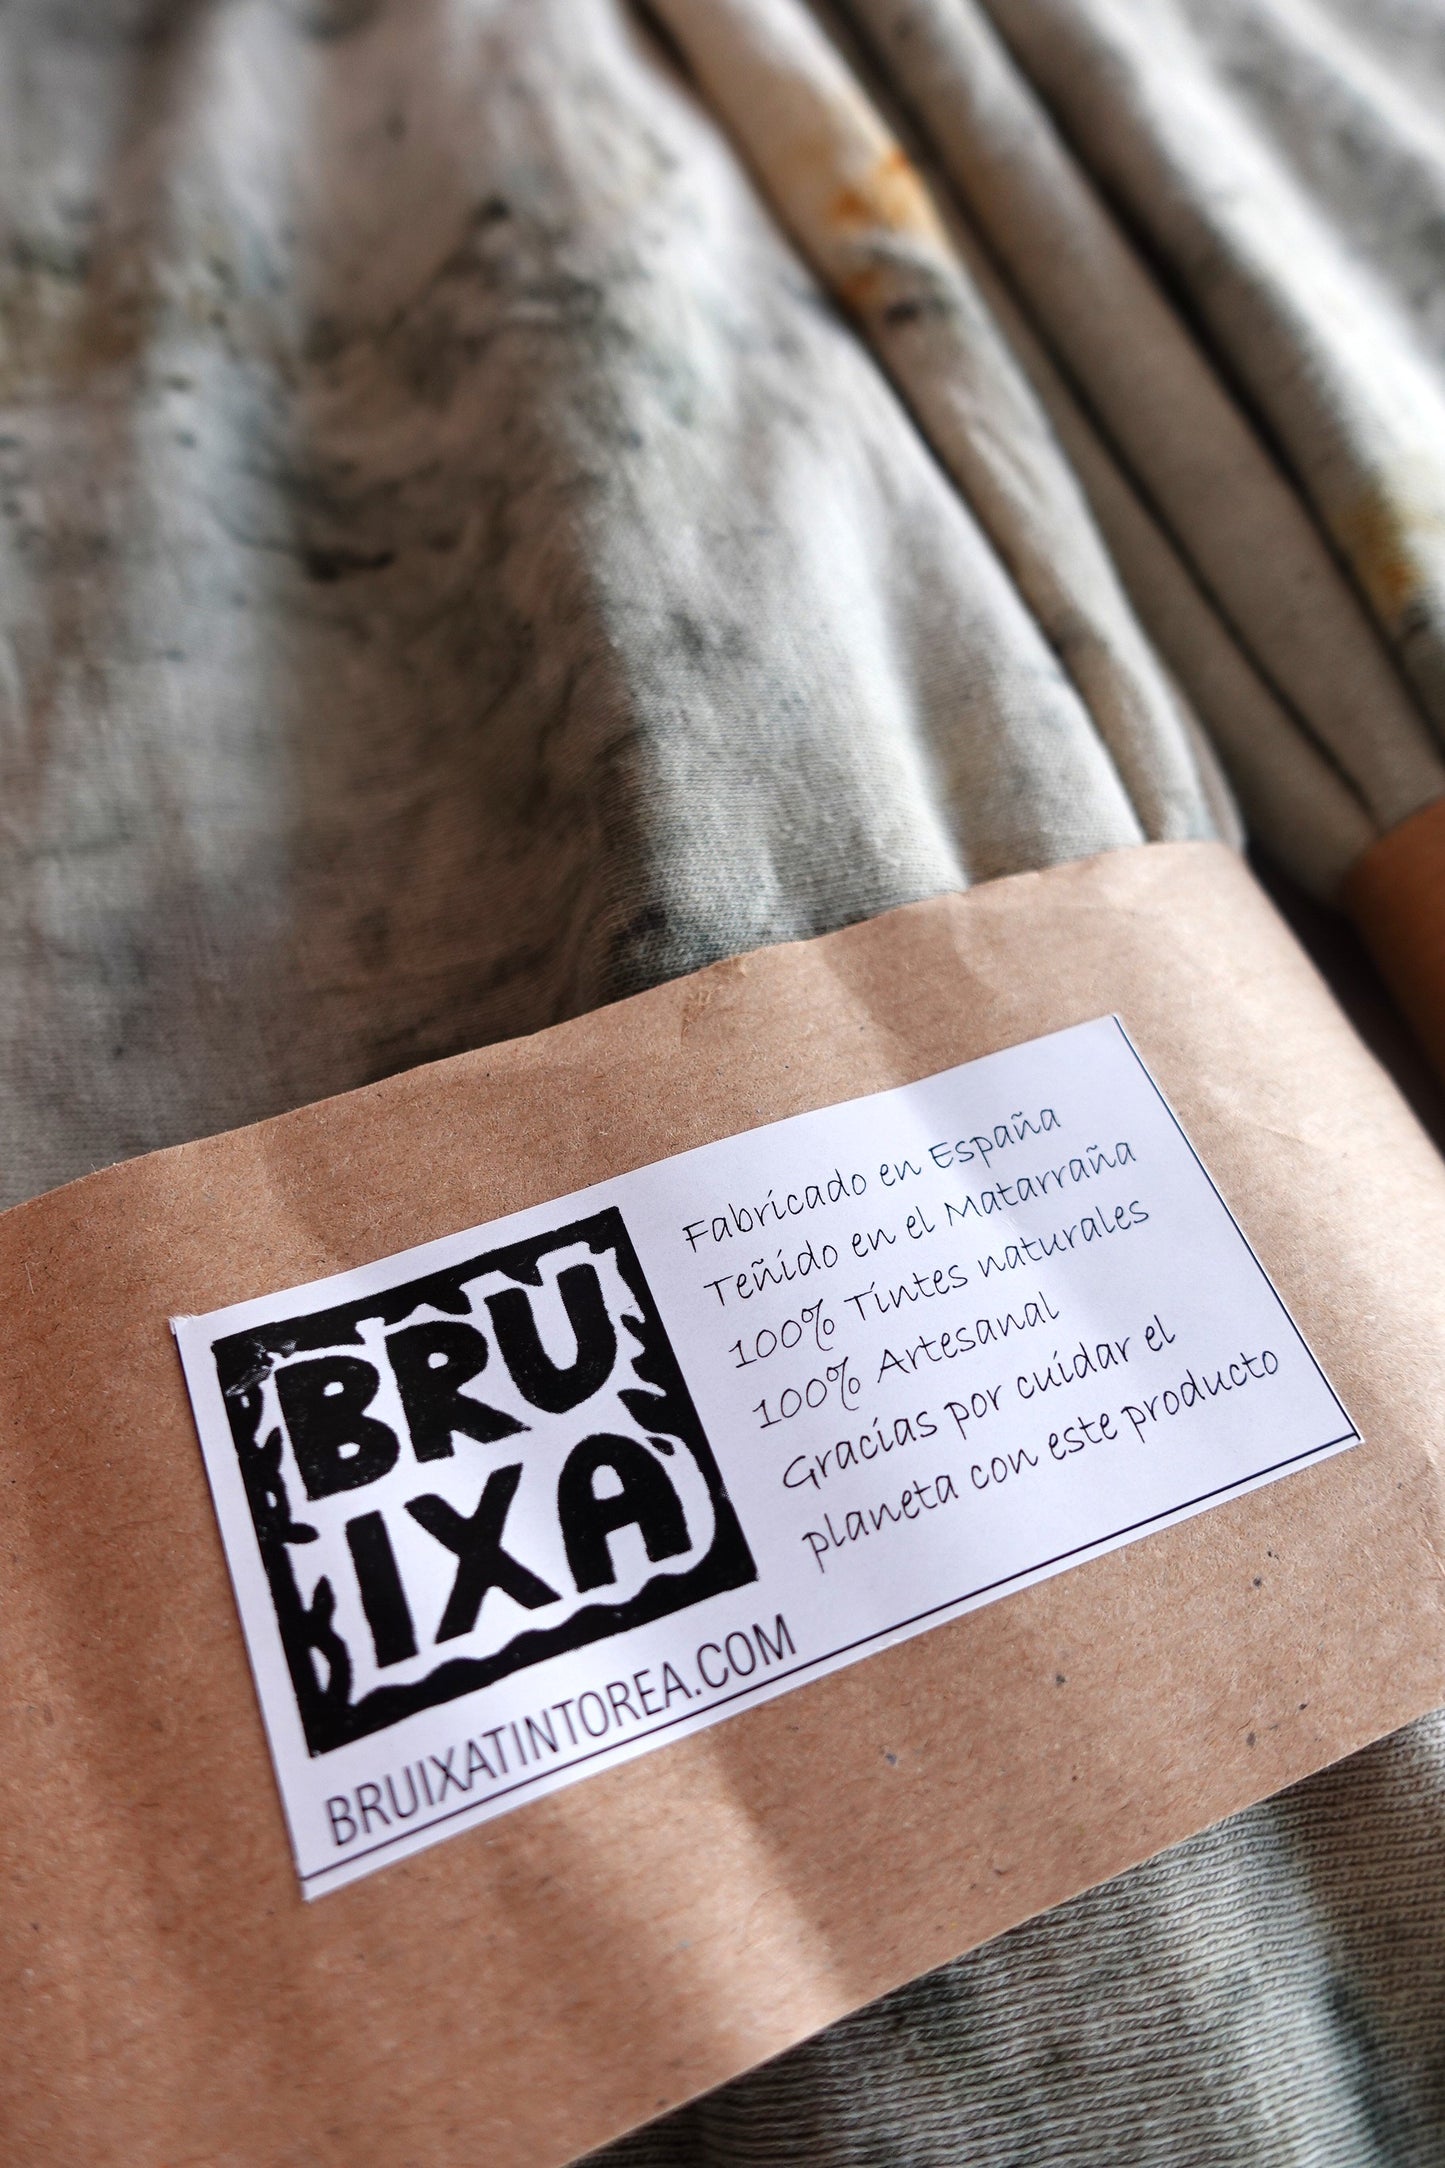 BRU
IXA
BRUIXATINTOREA.COM
Fabricado en España
Teñido en el Matarraña
100% Tintes naturales
100% Artesanal
Gracias por cuidar el
planeta con este producto